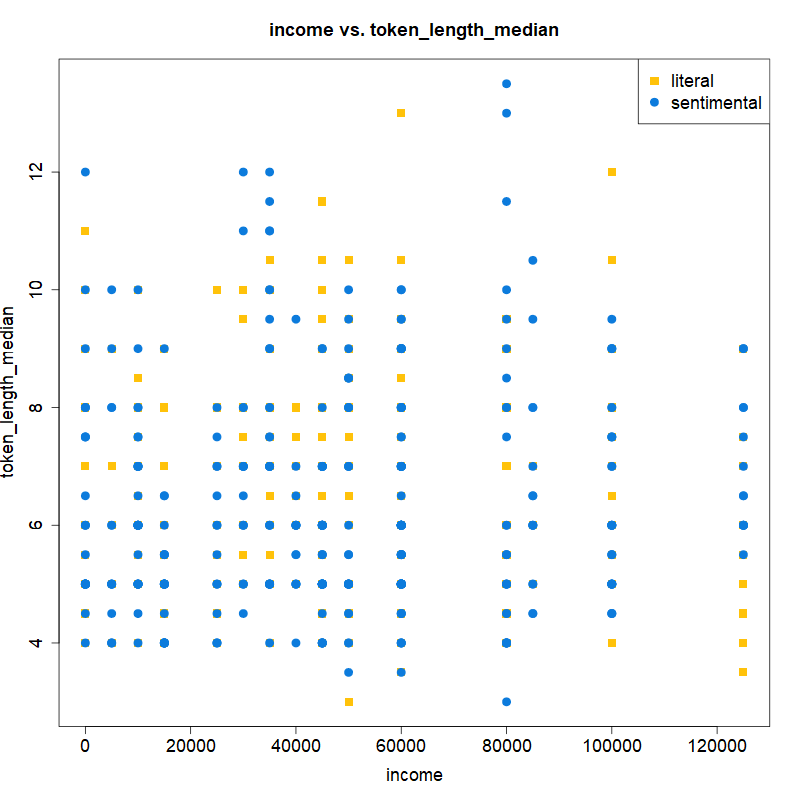 income vs. token_length_median
literal
sentimental
token_length_median
12
10
8
6
4
0 20000 40000 60000 80000 100000 120000
income